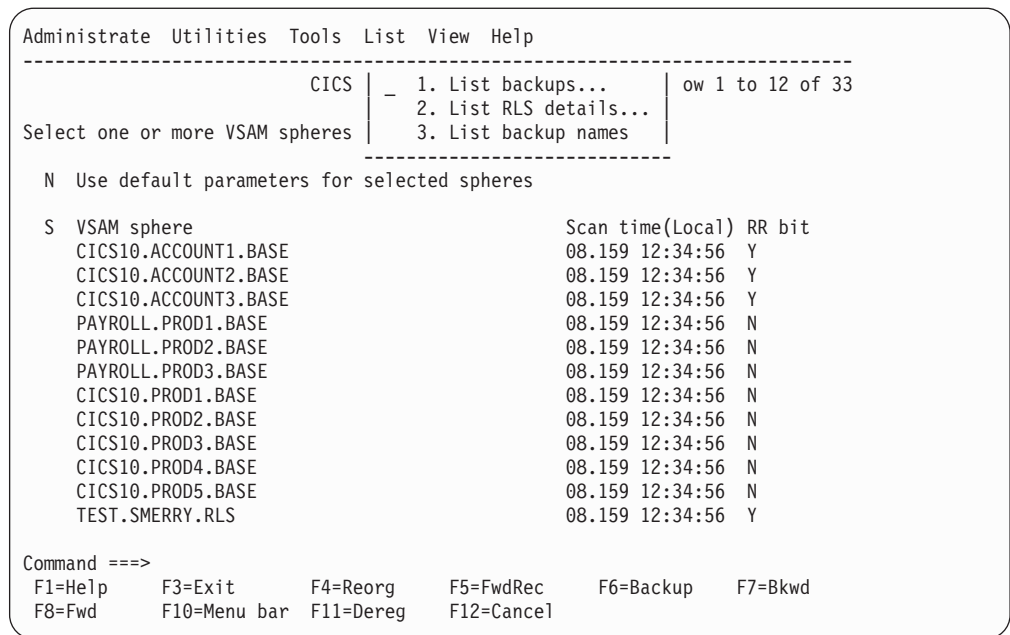 Administrate  Utilities  Tools  List  View  Help
------------------------------------------------------------------------------
                           CICS | _  1. List backups...     | ow 1 to 12 of 33
                                |    2. List RLS details... |
Select one or more VSAM spheres |    3. List backup names   |
                                -----------------------------
  N  Use default parameters for selected spheres
  S  VSAM sphere                                   Scan time(Local) RR bit
     CICS10.ACCOUNT1.BASE                          08.159 12:34:56  Y
     CICS10.ACCOUNT2.BASE                          08.159 12:34:56  Y
     CICS10.ACCOUNT3.BASE                          08.159 12:34:56  Y
     PAYROLL.PROD1.BASE                            08.159 12:34:56  N
     PAYROLL.PROD2.BASE                            08.159 12:34:56  N
     PAYROLL.PROD3.BASE                            08.159 12:34:56  N
     CICS10.PROD1.BASE                             08.159 12:34:56  N
     CICS10.PROD2.BASE                             08.159 12:34:56  N
     CICS10.PROD3.BASE                             08.159 12:34:56  N
     CICS10.PROD4.BASE                             08.159 12:34:56  N
     CICS10.PROD5.BASE                             08.159 12:34:56  N
     TEST.SMERRY.RLS                               08.159 12:34:56  Y
Command ===>
 F1=Help      F3=Exit       F4=Reorg     F5=FwdRec     F6=Backup    F7=Bkwd
 F8=Fwd       F10=Menu bar  F11=Dereg    F12=Cancel